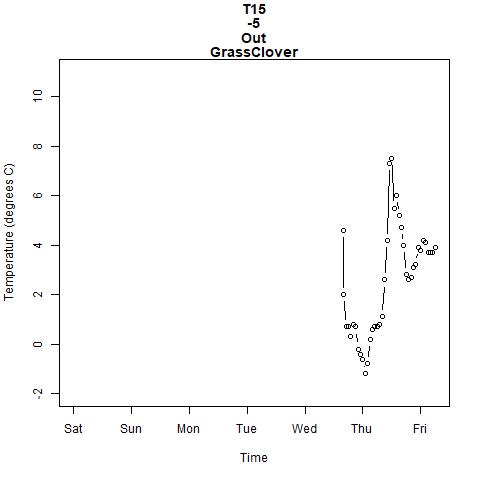 T15
-5
Out
GrassClover
Temperature (degrees C)
10
8
6
4
2
0
-2
Sat Sun Mon Tue Wed Thu Fri
Time